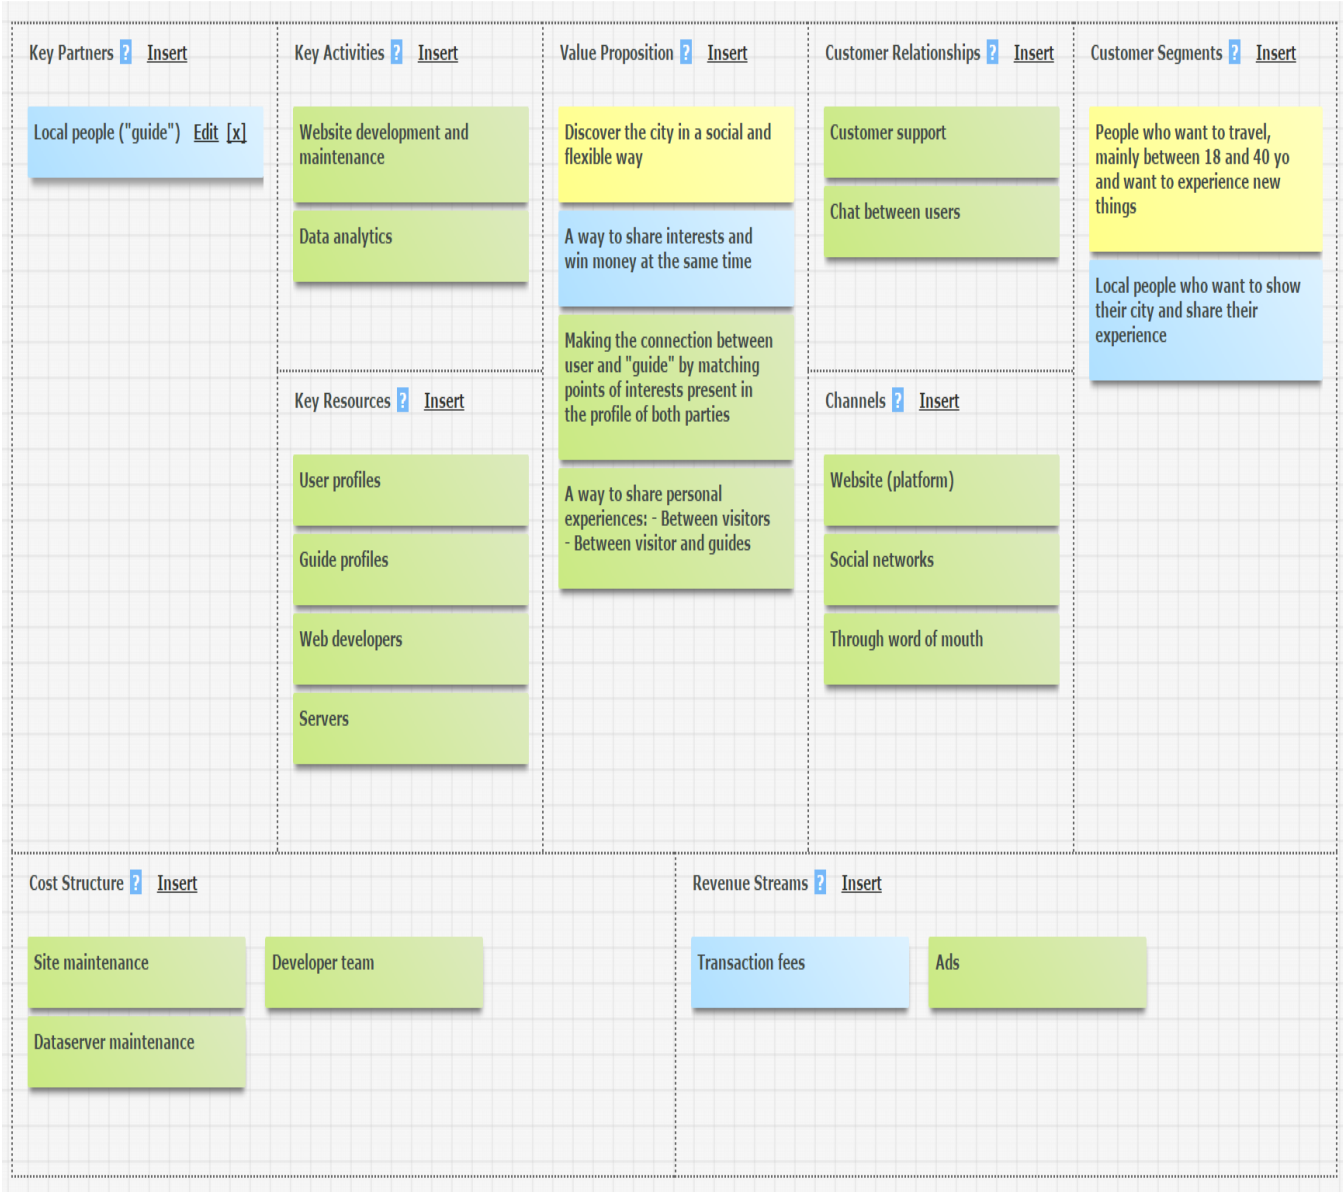 Key Partners ? Insert
Local people ("guide") Edit [x]
Key Activities ? Insert
Website development and
maintenance
Data analytics
Key Resources ? Insert
User profiles
Guide profiles
Web developers
Servers
Value Proposition ? Insert
Discover the city in a social and
flexible way
A way to share interests and
win money at the same time
Making the connection between
user and "guide" by matching
points of interests present in
the profile of both parties
A way to share personal
experiences: - Between visitors
- Between visitor and guides
Customer Relationships ? Insert
Customer support
Chat between users
Channels ? Insert
Website (platform)
Social networks
Through word of mouth
Customer Segments ? Insert
People who want to travel,
mainly between 18 and 40 yo
and want to experience new
things
Local people who want to show
their city and share their
experience
Cost Structure ? Insert
Site maintenance
Developer team
Dataserver maintenance
Revenue Streams ? Insert
Transaction fees
Ads